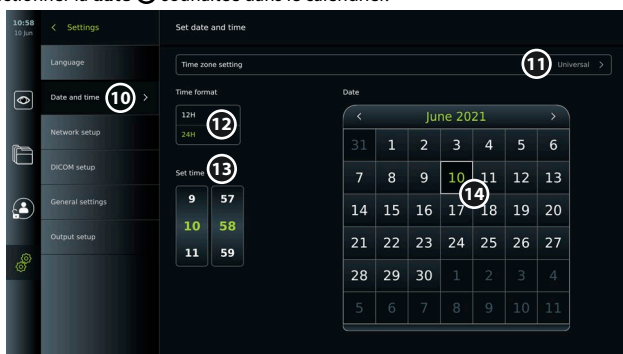 ctionner la date 14 souhaitée dans le calendrier.
10:58
10 Jun
< Settings
Set date and time
Language
Date and time 10 >
Network setup
DICOM setup
General settings
Output setup
Time zone setting 11 Universal >
Time format
12H
24H
12
Set time 13
9 57
10 58
11 59
Date
< June 2021 >
31 1 2 3 4 5 6
7 8 9 10 11 12 13
14
14 15 16 17 18 19 20
21 22 23 24 25 26 27
28 29 30 1 2 3 4
5 6 7 8 9 10 11